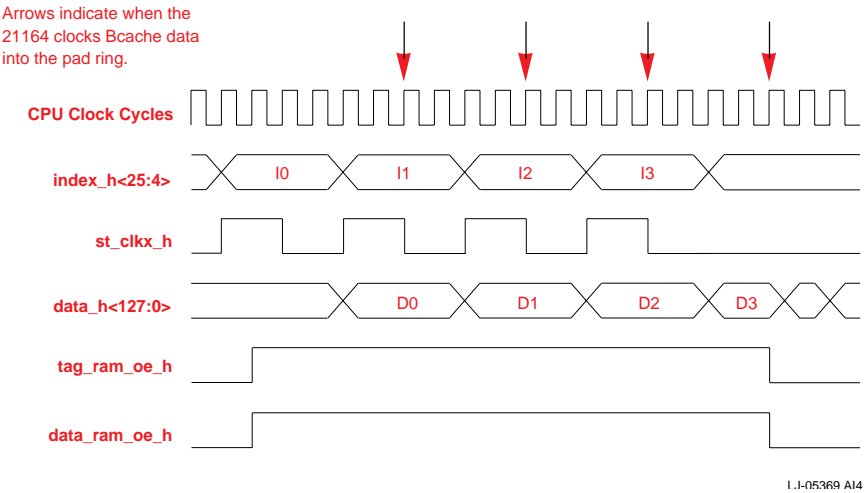 Arrows indicate when the
21164 clocks Bcache data
into the pad ring.
CPU Clock Cycles
index_h<25:4>
I0 I1 I2 I3
st_clkx_h
data_h<127:0>
D0 D1 D2 D3
tag_ram_oe_h
data_ram_oe_h
LJ-05369.AI4